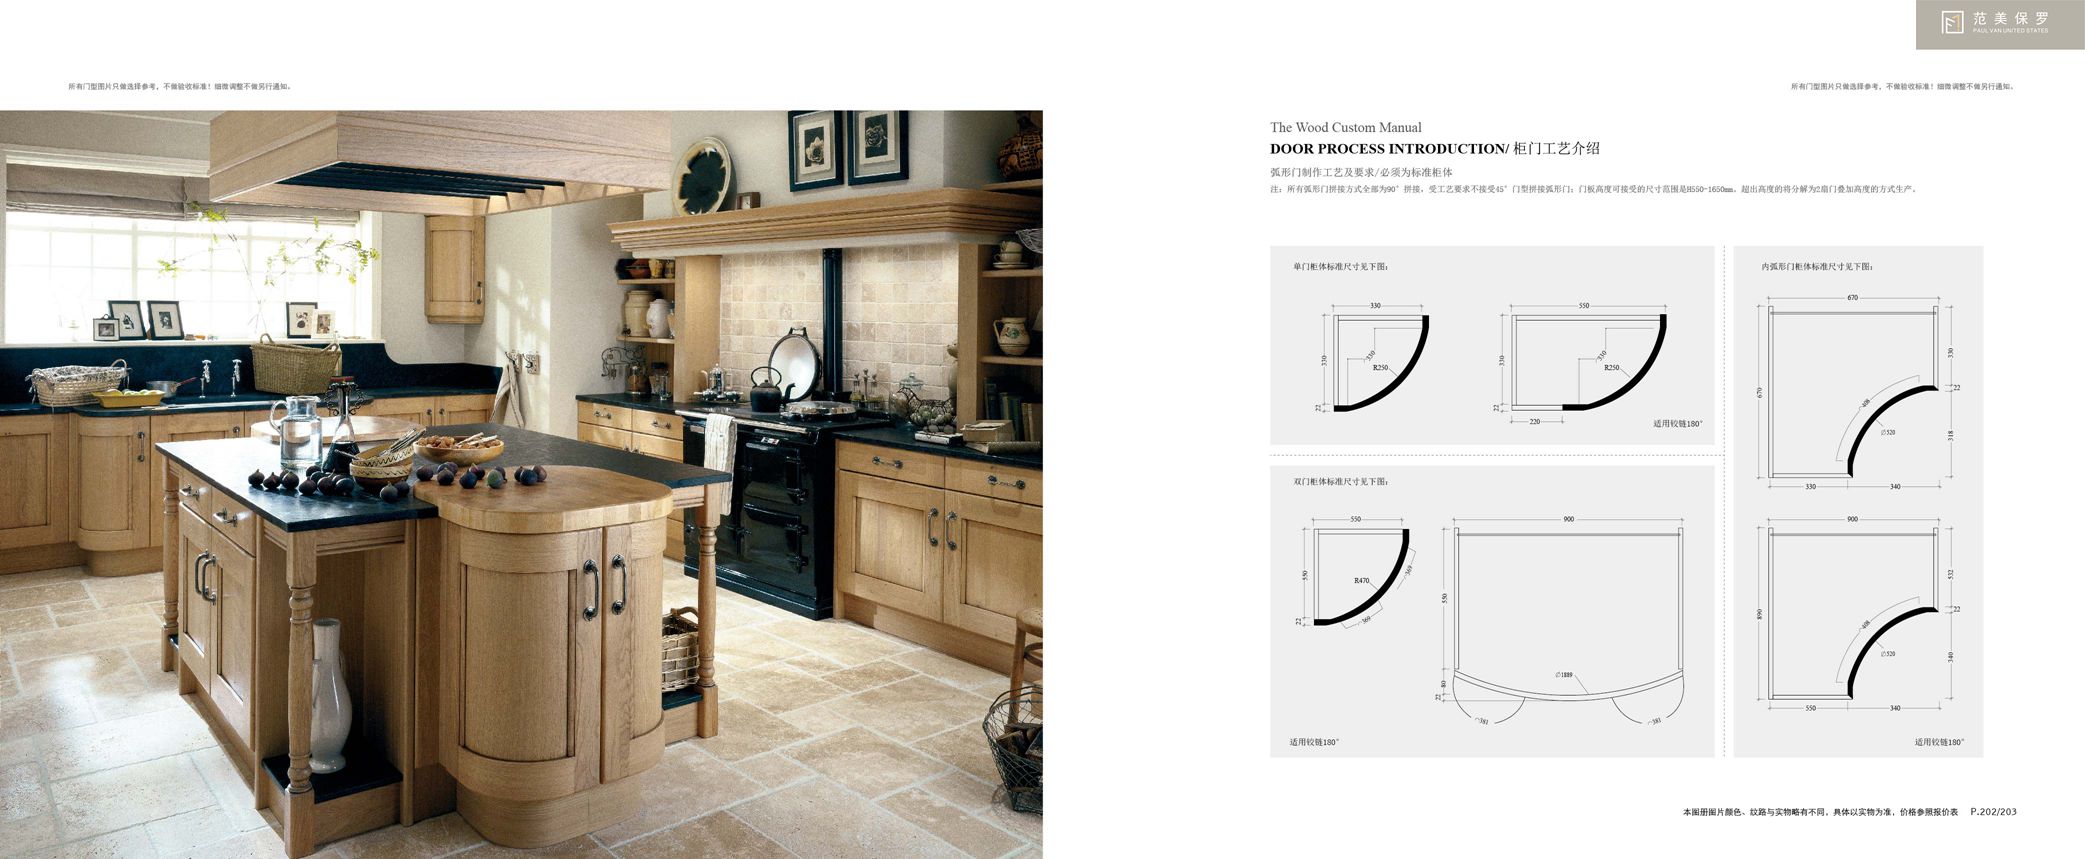 范美保罗
PAUL VAN UNITED STATES
所有门型图片只做选择参考，不做验收标准！细微调整不做另行通知。
所有门型图片只做选择参考，不做验收标准！细微调整不做另行通知。
The Wood Custom Manual
DOOR PROCESS INTRODUCTION/ 柜门工艺介绍
弧形门制作工艺及要求/必须为标准柜体
注：所有弧形门拼接方式全部为90°拼接，受工艺要求不接受45°门型拼接弧形门；门板高度可接受的尺寸范围是H550-1650mm。超出高度的将分解为2扇门叠加高度的方式生产。
单门柜体标准尺寸见下图：
330
330
22
⌒330
R250
550
330
22
220
⌒330
R250
适用铰链180°
双门柜体标准尺寸见下图：
550
550
22
R470
⌒369
⌒369
900
550
80
22
∅1889
⌒381
⌒381
适用铰链180°
内弧形门柜体标准尺寸见下图：
670
670
330
22
318
⌒408
∅520
330
340
900
890
532
22
340
⌒408
∅520
550
340
适用铰链180°
本画册图片颜色、纹路与实物略有不同，具体以实物为准，价格参照报价表 P.202/203